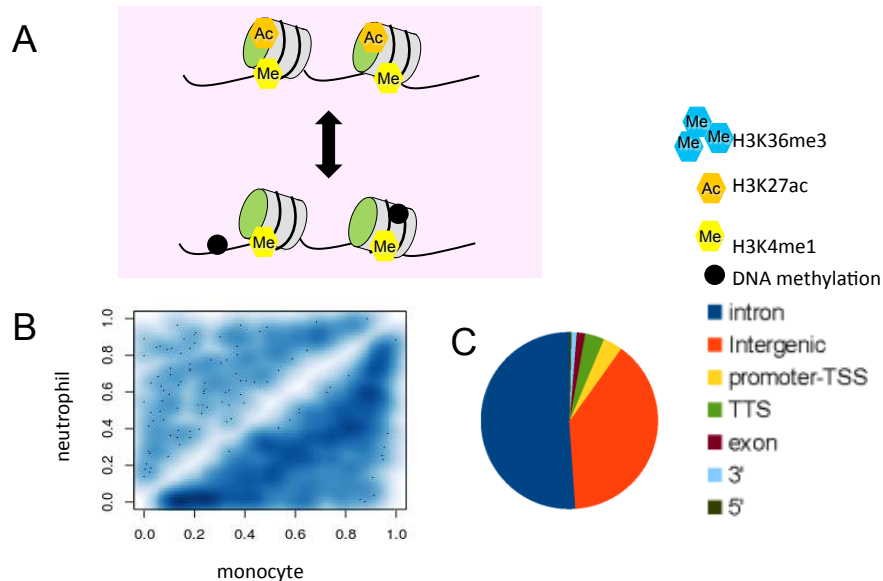 A
Ac
Ac
Me
Me
Me
Me
Me
Me
Me
H3K36me3
Ac
H3K27ac
Me
H3K4me1
DNA methylation
B
neutrophil
1.0
0.8
0.6
0.4
0.2
0.0
0.0 0.2 0.4 0.6 0.8 1.0
monocyte
C
intron
Intergenic
promoter-TSS
TTS
exon
3'
5'